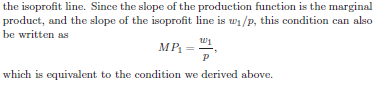 the isoprofit line. Since the slope of the production function is the marginal
product, and the slope of the isoprofit line is w₁/p, this condition can also
be written as
MP₁ = w₁/p,
which is equivalent to the condition we derived above.